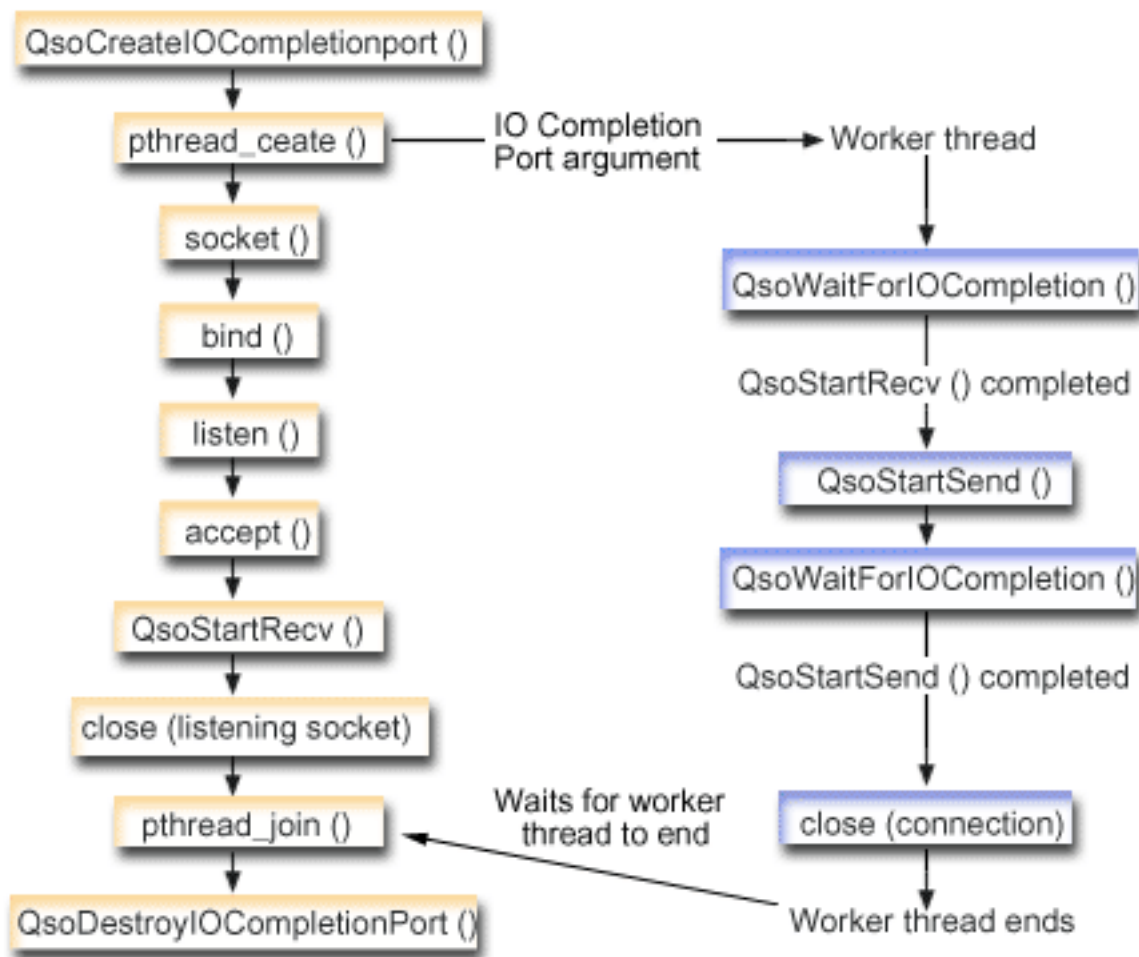 QsoCreateIOCompletionport ()
pthread_ceate ()
IO Completion
Port argument
Worker thread
socket ()
bind ()
listen ()
accept ()
QsoStartRecv ()
close (listening socket)
pthread_join ()
QsoDestroyIOCompletionPort ()
QsoWaitForIOCompletion ()
QsoStartRecv () completed
QsoStartSend ()
QsoWaitForIOCompletion ()
QsoStartSend () completed
close (connection)
Worker thread ends
Waits for worker
thread to end